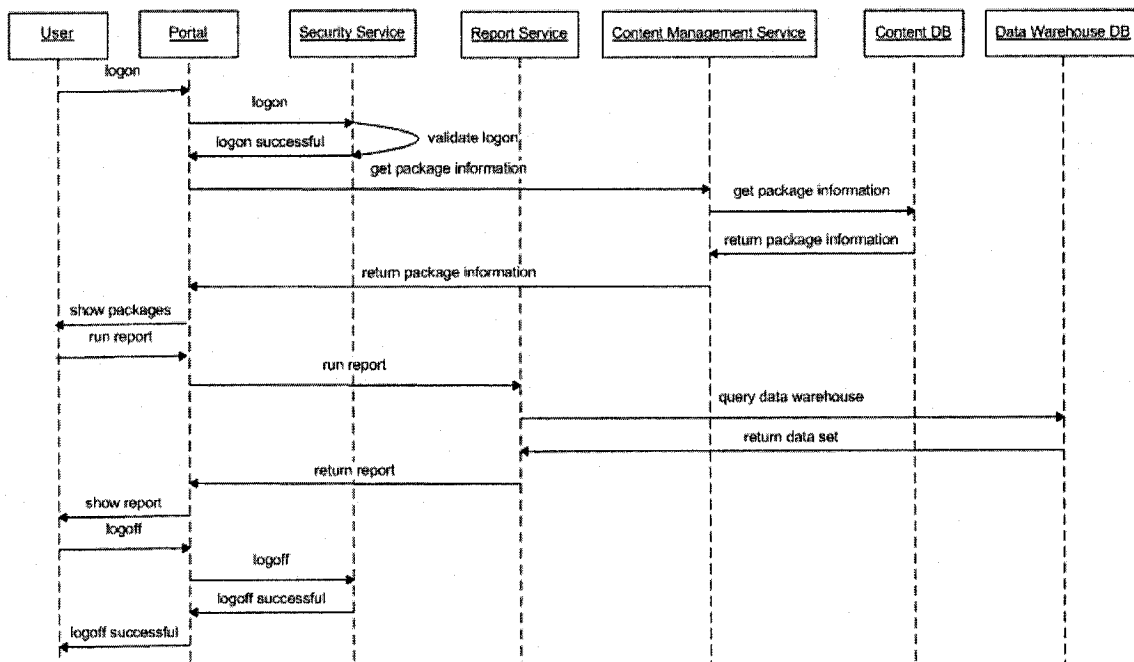 User
Portal
Security Service
Report Service
Content Management Service
Content DB
Data Warehouse DB
logon
logon
validate logon
logon successful
get package information
get package information
return package information
return package information
show packages
run report
run report
query data warehouse
return data set
return report
show report
logoff
logoff
logoff successful
logoff successful